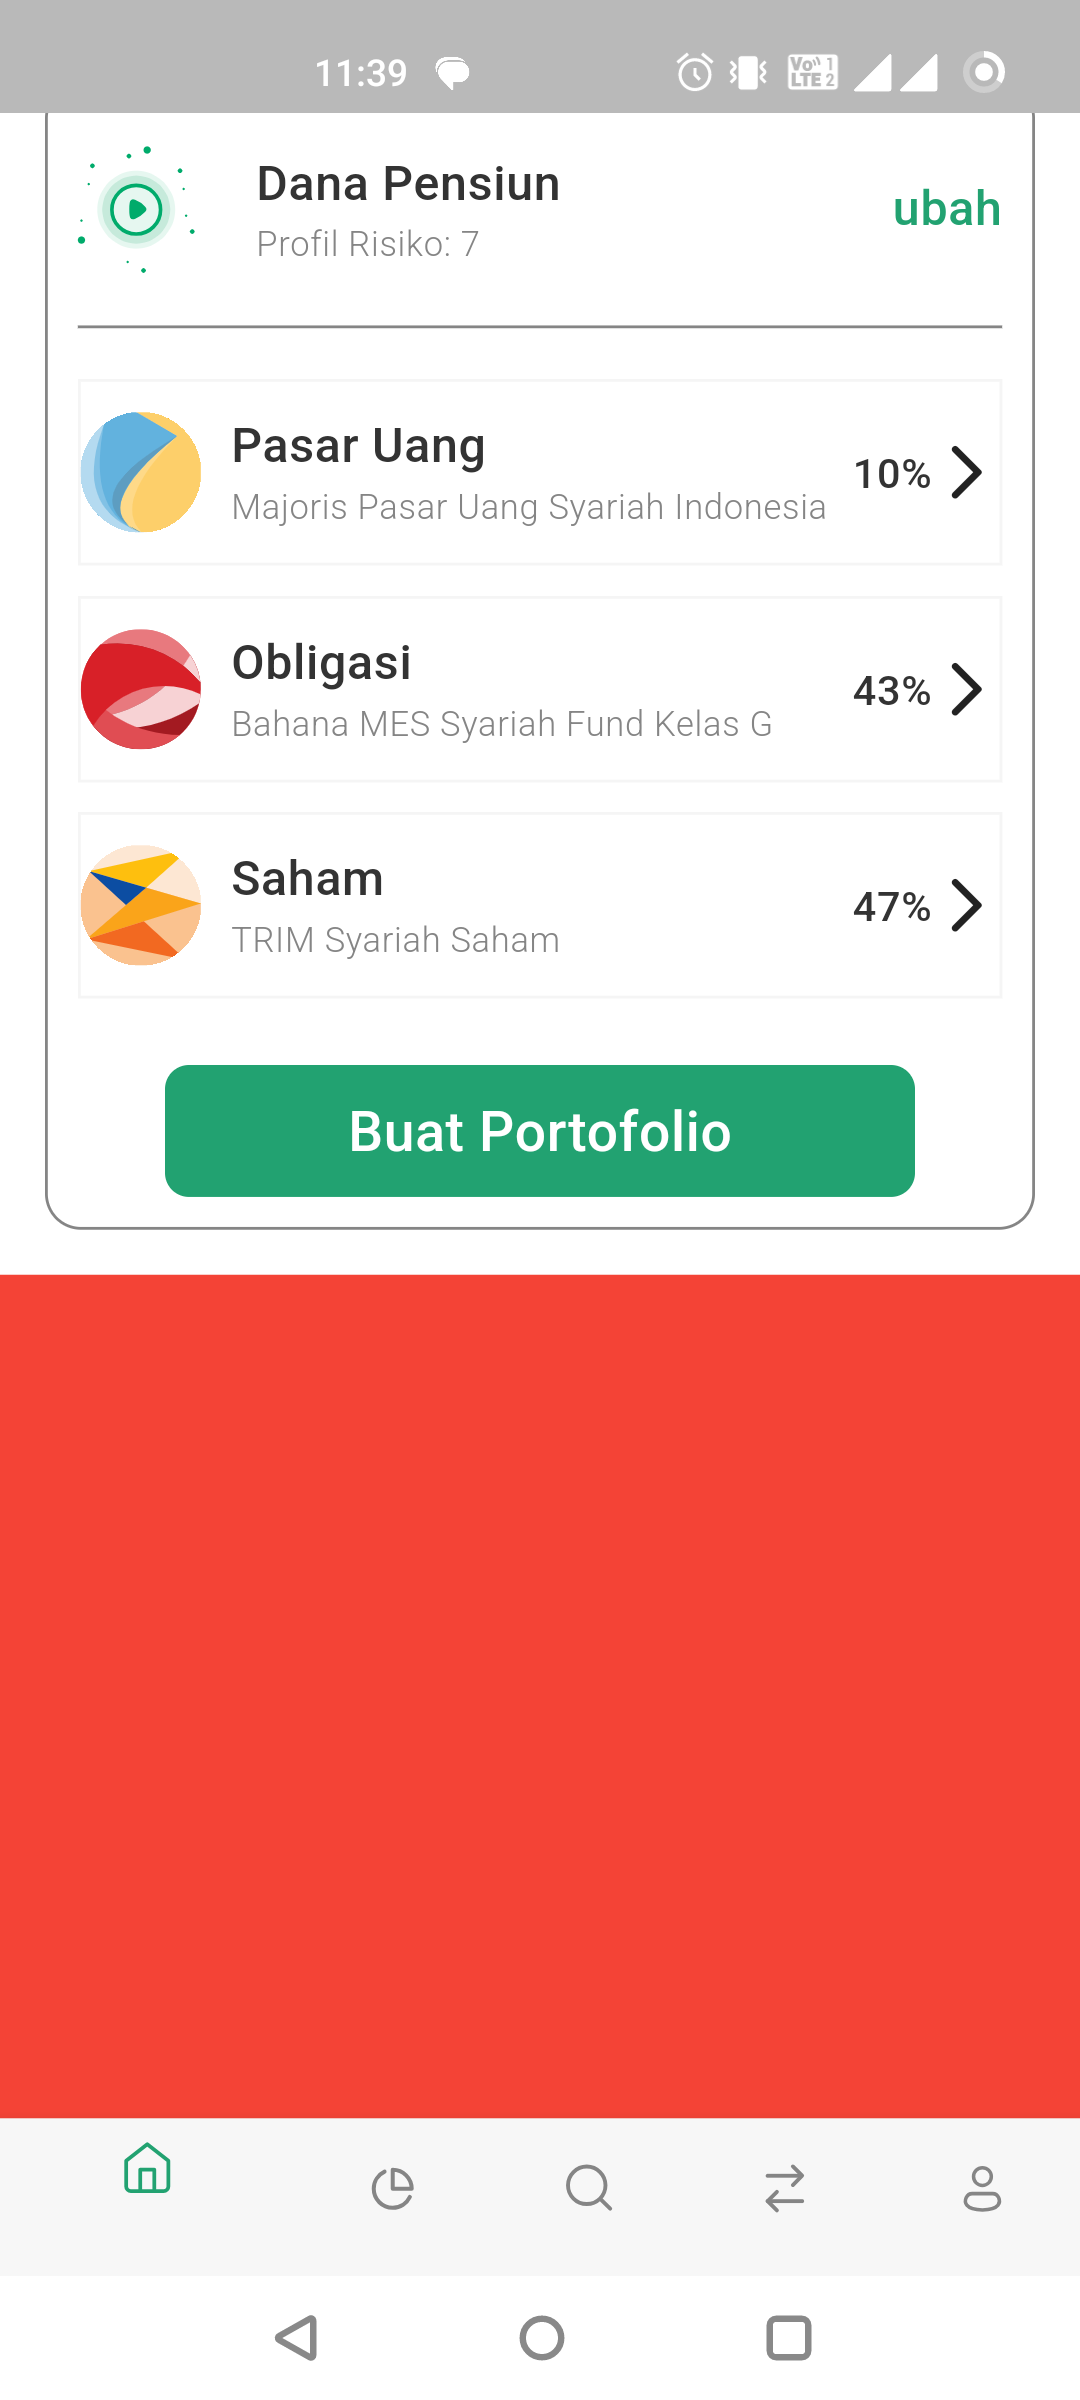 11:39
Vo 1
LTE 2
Dana Pensiun
Profil Risiko: 7
ubah
Pasar Uang
Majoris Pasar Uang Syariah Indonesia
10%
Obligasi
Bahana MES Syariah Fund Kelas G
43%
Saham
TRIM Syariah Saham
47%
Buat Portofolio